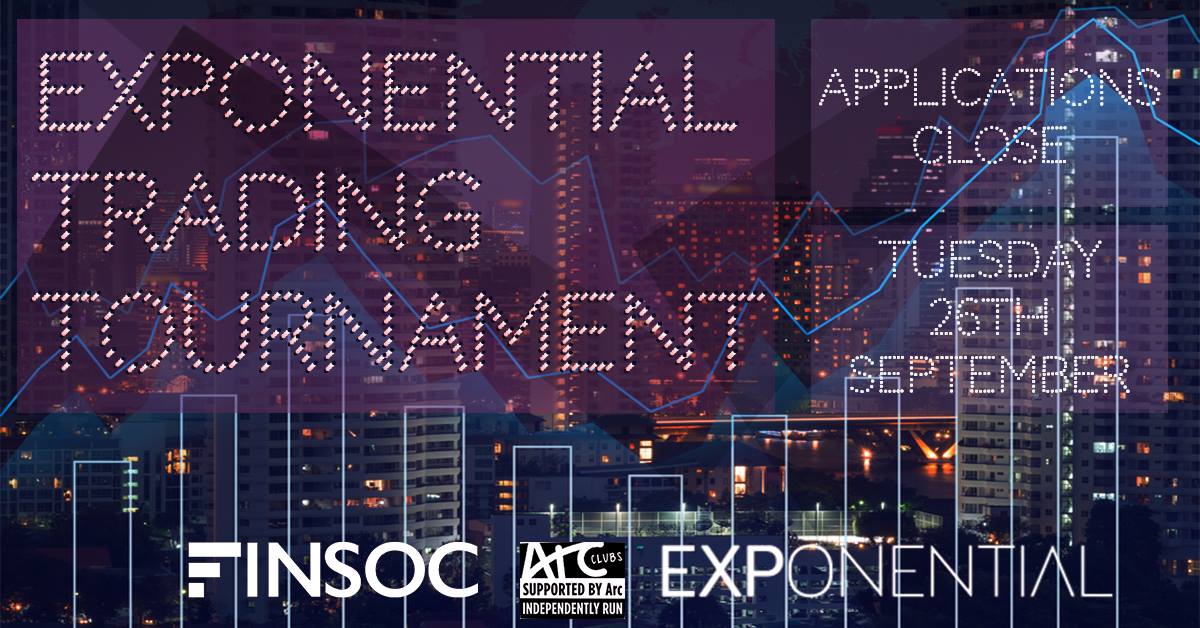 EXPONENTIAL
TRADING
TOURNAMENT
APPLICATIONS
CLOSE
TUESDAY
26TH
SEPTEMBER
FINSOC
Arc CLUBS
SUPPORTED BY Arc
INDEPENDENTLY RUN
EXPONENTIAL